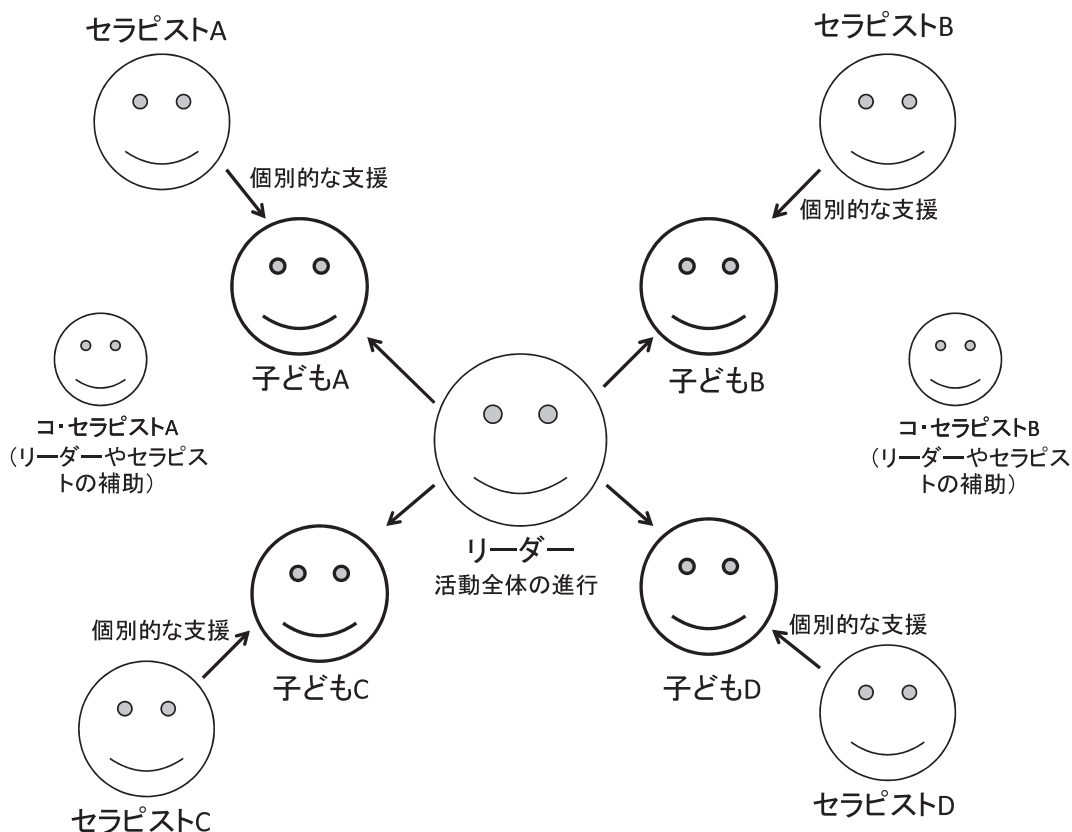 セラピストA
セラピストB
個別的な支援
個別的な支援
子どもA
子どもB
コ・セラピストA
（リーダーやセラピス
トの補助）
コ・セラピストB
（リーダーやセラピス
トの補助）
リーダー
活動全体の進行
個別的な支援
個別的な支援
子どもC
子どもD
セラピストC
セラピストD